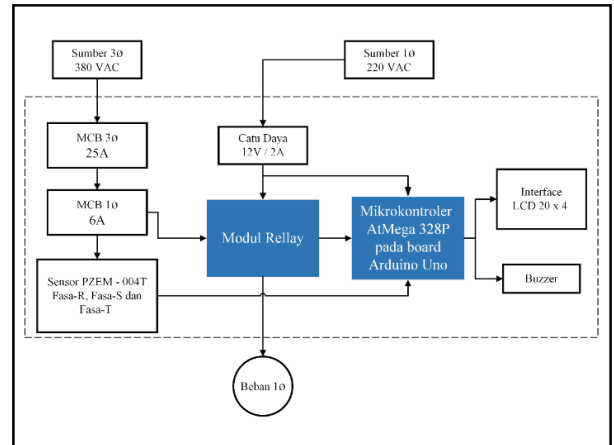 Sumber 3ø
380 VAC
Sumber 1ø
220 VAC
MCB 3ø
25A
Catu Daya
12V / 2A
MCB 1ø
6A
Modul Rellay
Mikrokontroler
AtMega 328P
pada board
Arduino Uno
Interface
LCD 20 x 4
Buzzer
Sensor PZEM - 004T
Fasa-R, Fasa-S dan
Fasa-T
Beban 1ø